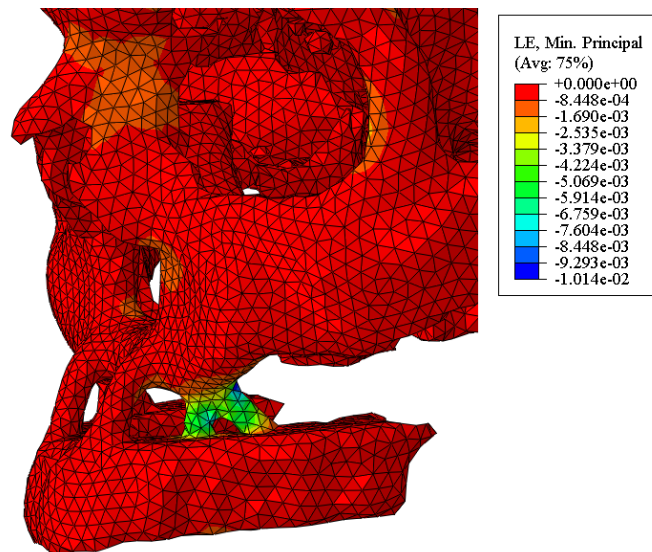 LE, Min. Principal
(Avg: 75%)
+0.000e+00
-8.448e-04
-1.690e-03
-2.535e-03
-3.379e-03
-4.224e-03
-5.069e-03
-5.914e-03
-6.759e-03
-7.604e-03
-8.448e-03
-9.293e-03
-1.014e-02